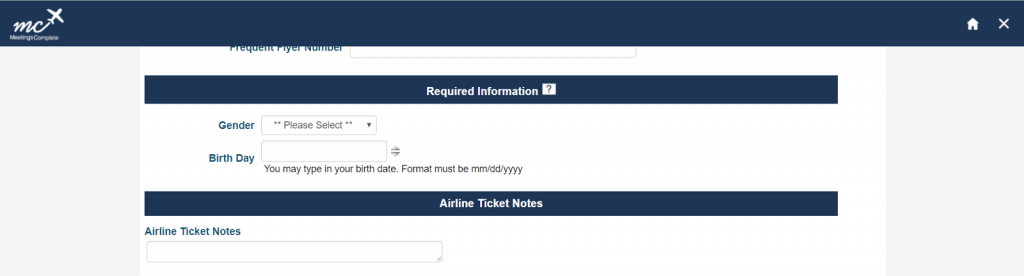 mc
MeetingsComplete
Frequent Flyer Number
Required Information ?
Gender ** Please Select **
Birth Day
You may type in your birth date. Format must be mm/dd/yyyy
Airline Ticket Notes
Airline Ticket Notes